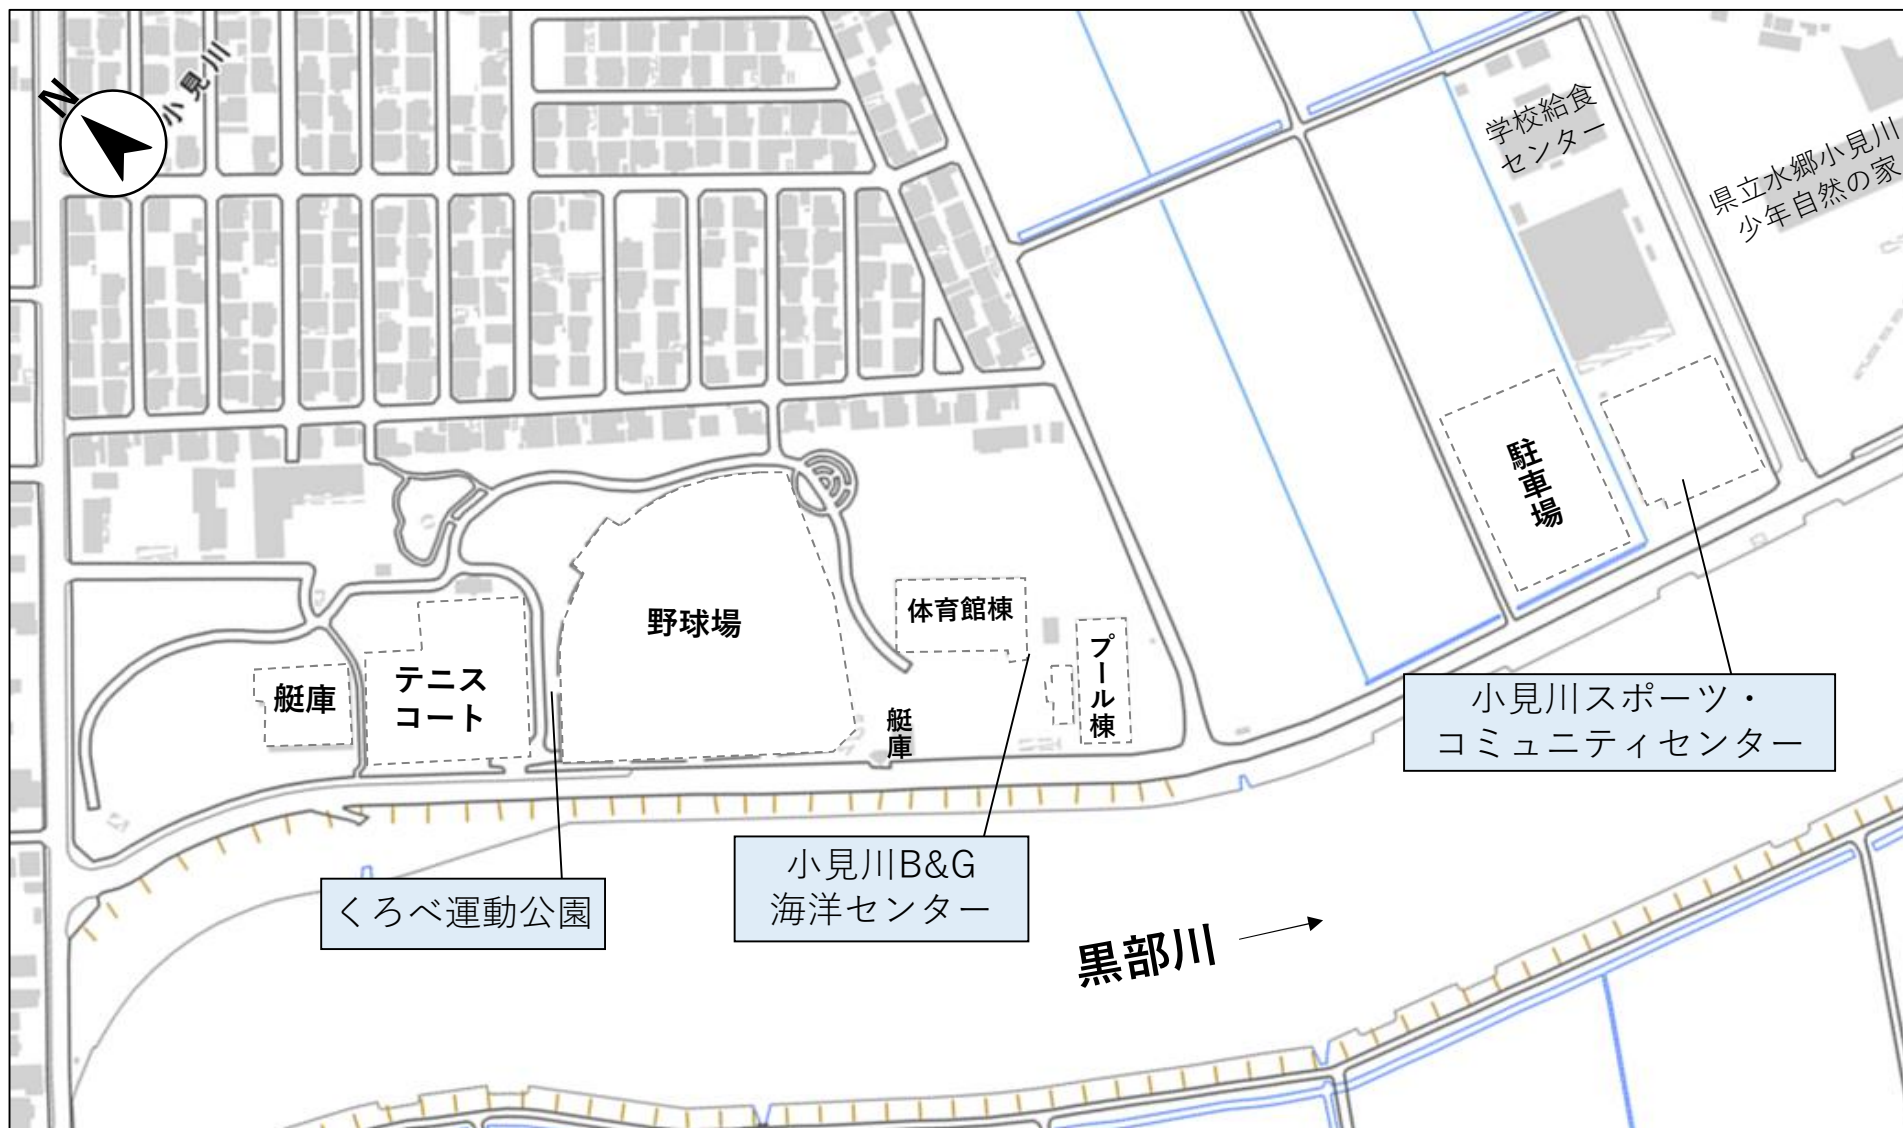 N
小見川
学校給食
センター
県立水郷小見川
少年自然の家
駐車場
野球場
体育館棟
プール棟
テニス
コート
艇庫
艇庫
小見川スポーツ・
コミュニティセンター
くろべ運動公園
小見川B&G
海洋センター
黒部川